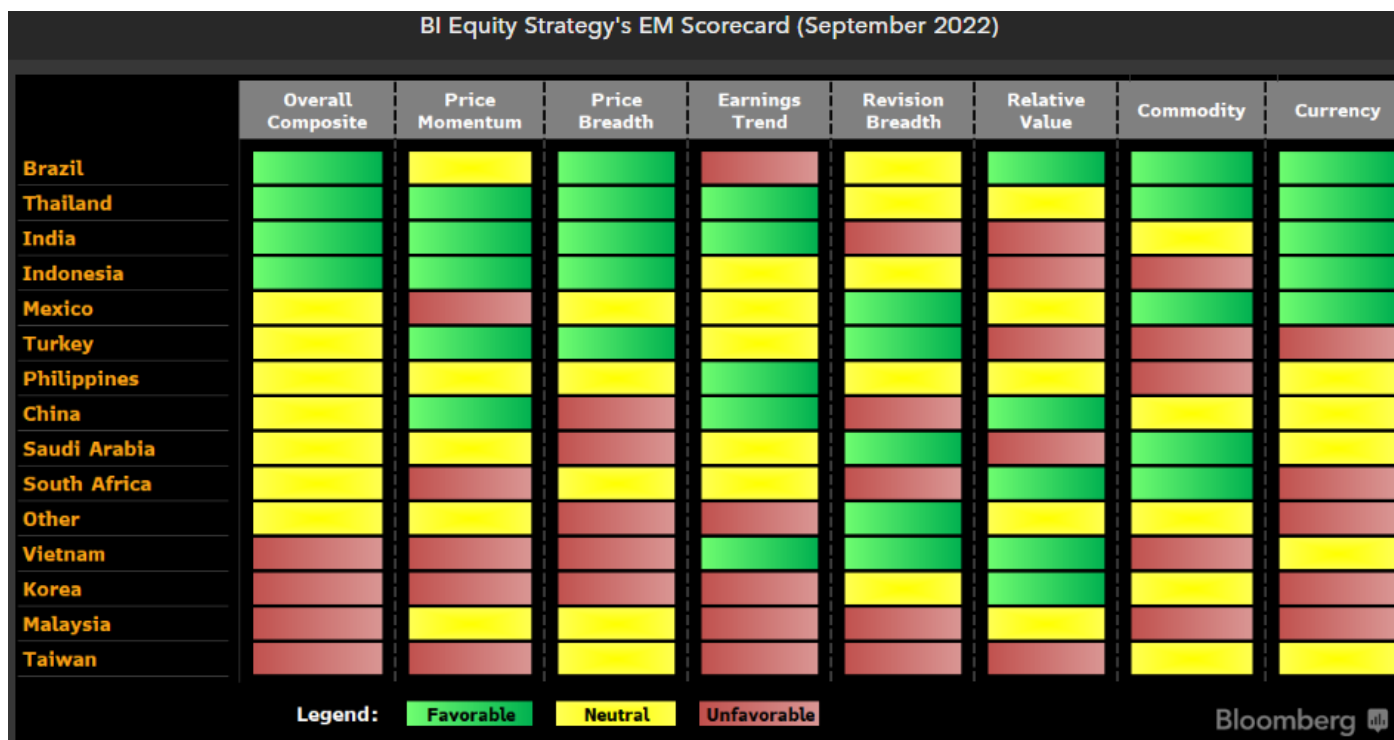 BI Equity Strategy's EM Scorecard (September 2022)
Overall Composite Price Momentum Price Breadth Earnings Trend Revision Breadth Relative Value Commodity Currency
Brazil
Thailand
India
Indonesia
Mexico
Turkey
Philippines
China
Saudi Arabia
South Africa
Other
Vietnam
Korea
Malaysia
Taiwan
Legend: Favorable Neutral Unfavorable
Bloomberg